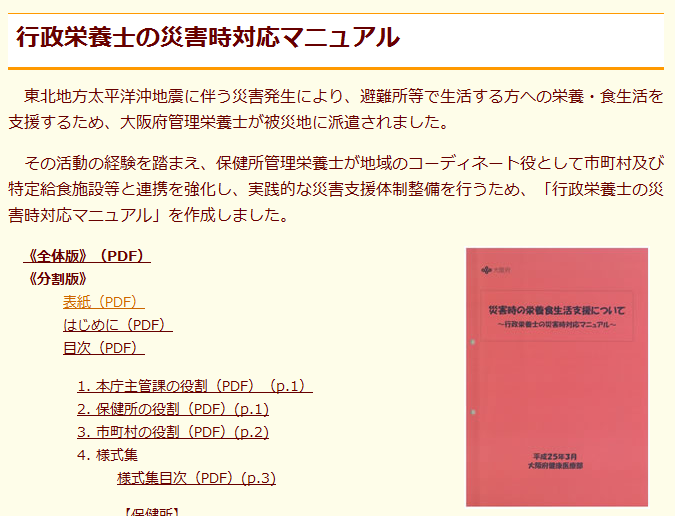 行政栄養士の災害時対応マニュアル
東北地方太平洋沖地震に伴う災害発生により、避難所等で生活する方への栄養・食生活を
支援するため、大阪府管理栄養士が被災地に派遣されました。
その活動の経験を踏まえ、保健所管理栄養士が地域のコーディネート役として市町村及び
特定給食施設等と連携を強化し、実践的な災害支援体制整備を行うため、「行政栄養士の災
害時対応マニュアル」を作成しました。
《全体版》（PDF）
《分割版》
表紙（PDF）
はじめに（PDF）
目次（PDF）
1. 本庁主管課の役割（PDF）（p.1）
2. 保健所の役割（PDF）(p.1)
3. 市町村の役割（PDF）(p.2)
4. 様式集
様式集目次（PDF）(p.3)
【保健所】
大阪府
災害時の栄養食生活支援について
～行政栄養士の災害時対応マニュアル～
平成25年3月
大阪府健康医療部